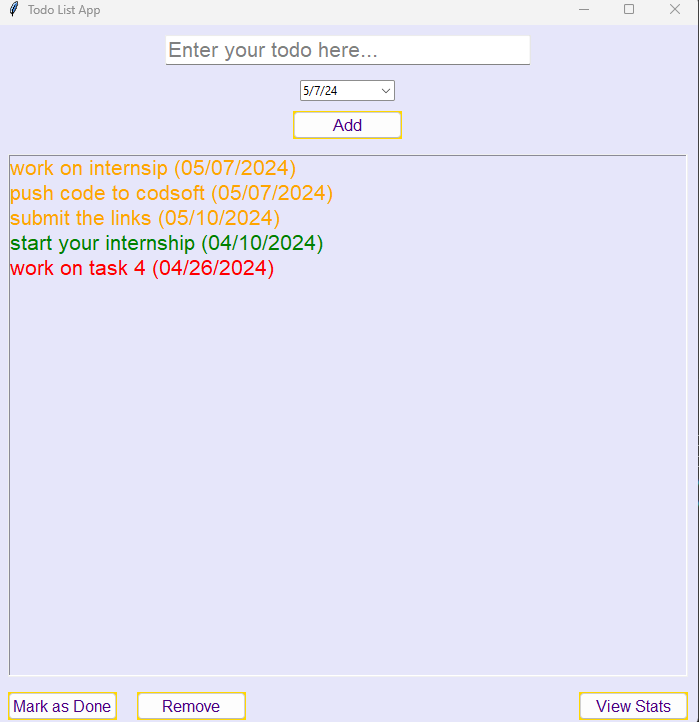 Todo List App
Enter your todo here...
5/7/24
Add
work on internsip (05/07/2024)
push code to codsoft (05/07/2024)
submit the links (05/10/2024)
start your internship (04/10/2024)
work on task 4 (04/26/2024)
Mark as Done Remove View Stats